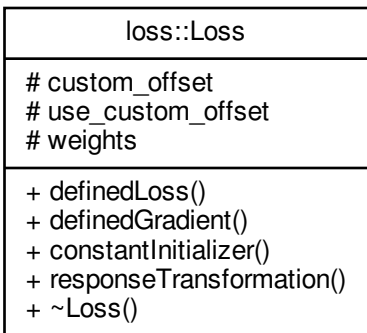 loss::Loss
# custom_offset
# use_custom_offset
# weights
+ definedLoss()
+ definedGradient()
+ constantInitializer()
+ responseTransformation()
+ ~Loss()